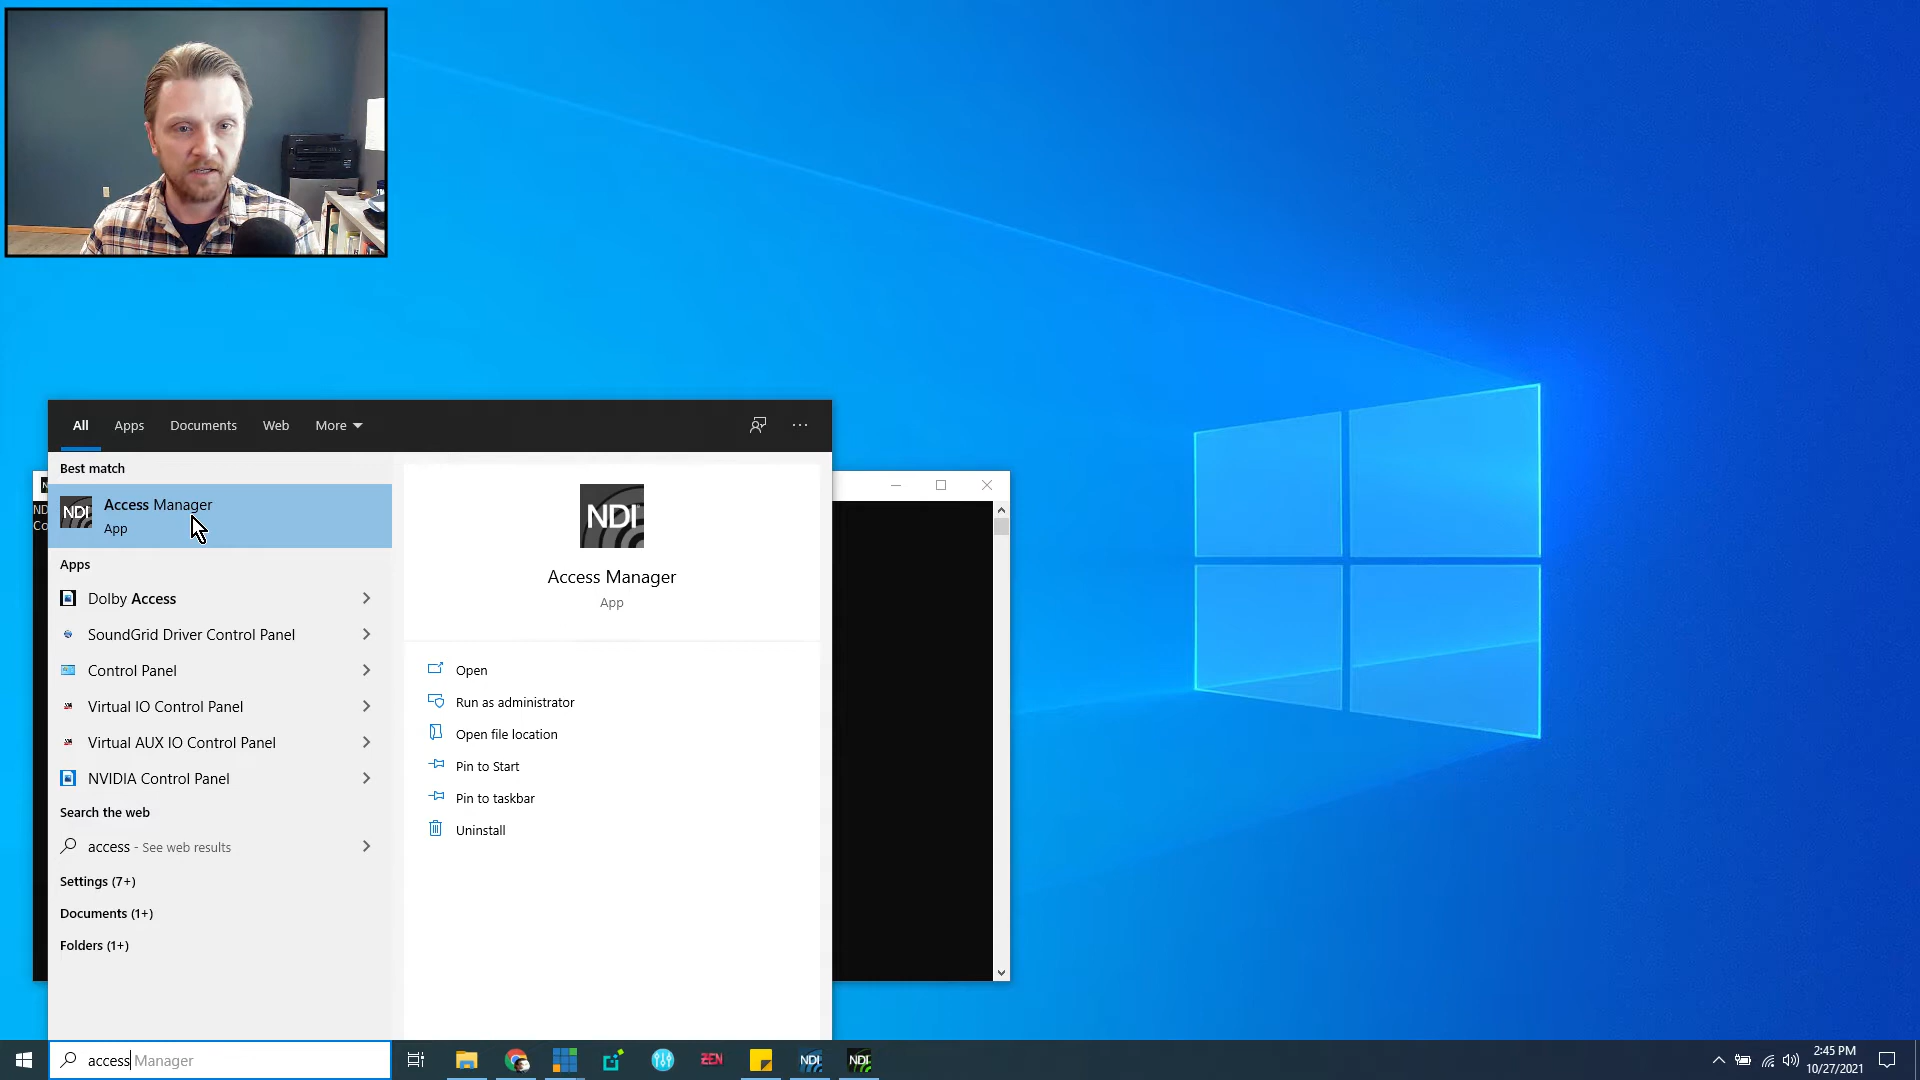 All Apps Documents Web More
Best match
NDI
Access Manager
App
ND
Co
Apps
Dolby Access
SoundGrid Driver Control Panel
Control Panel
Virtual IO Control Panel
Virtual AUX IO Control Panel
NVIDIA Control Panel
Search the web
access - See web results
Settings (7+)
Documents (1+)
Folders (1+)
NDI
Access Manager
App
Open
Run as administrator
Open file location
Pin to Start
Pin to taskbar
Uninstall
access Manager
ZEN
NDI
NDI
2:45 PM
10/27/2021